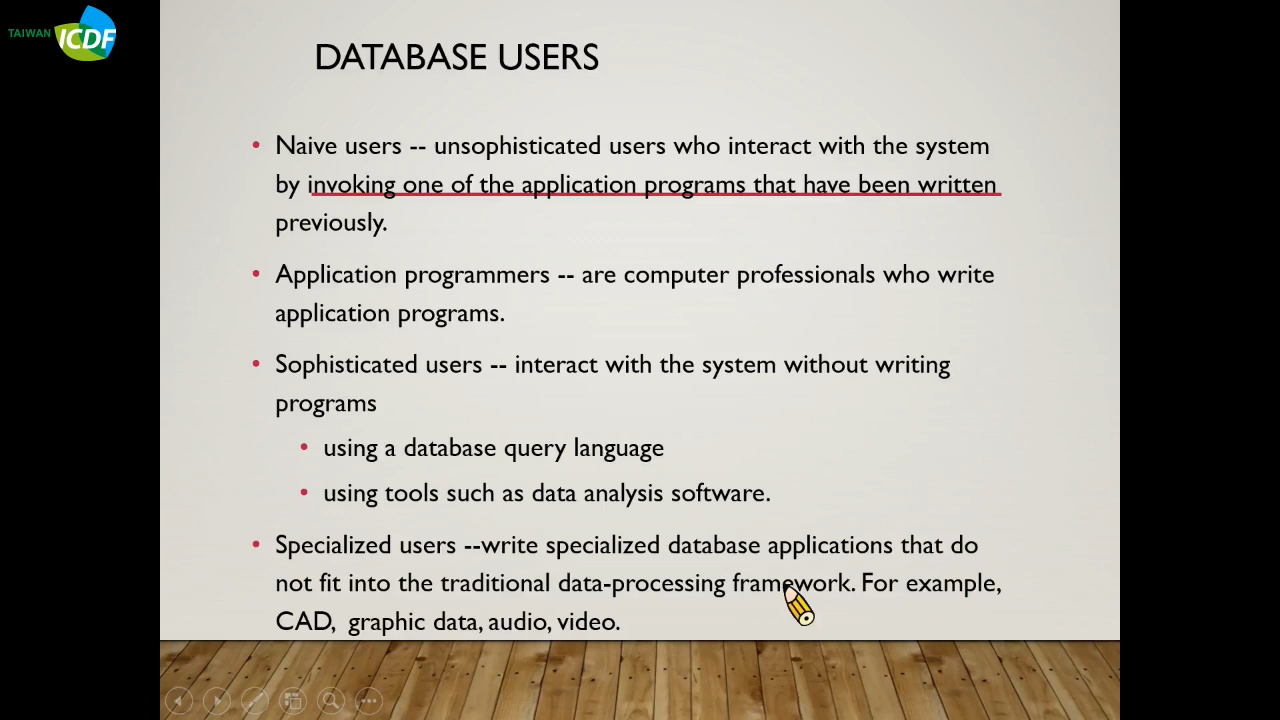 TAIWAN ICDF
DATABASE USERS
• Naive users -- unsophisticated users who interact with the system
by invoking one of the application programs that have been written
previously.
• Application programmers -- are computer professionals who write
application programs.
• Sophisticated users -- interact with the system without writing
programs
• using a database query language
• using tools such as data analysis software.
• Specialized users --write specialized database applications that do
not fit into the traditional data-processing framework. For example,
CAD, graphic data, audio, video.